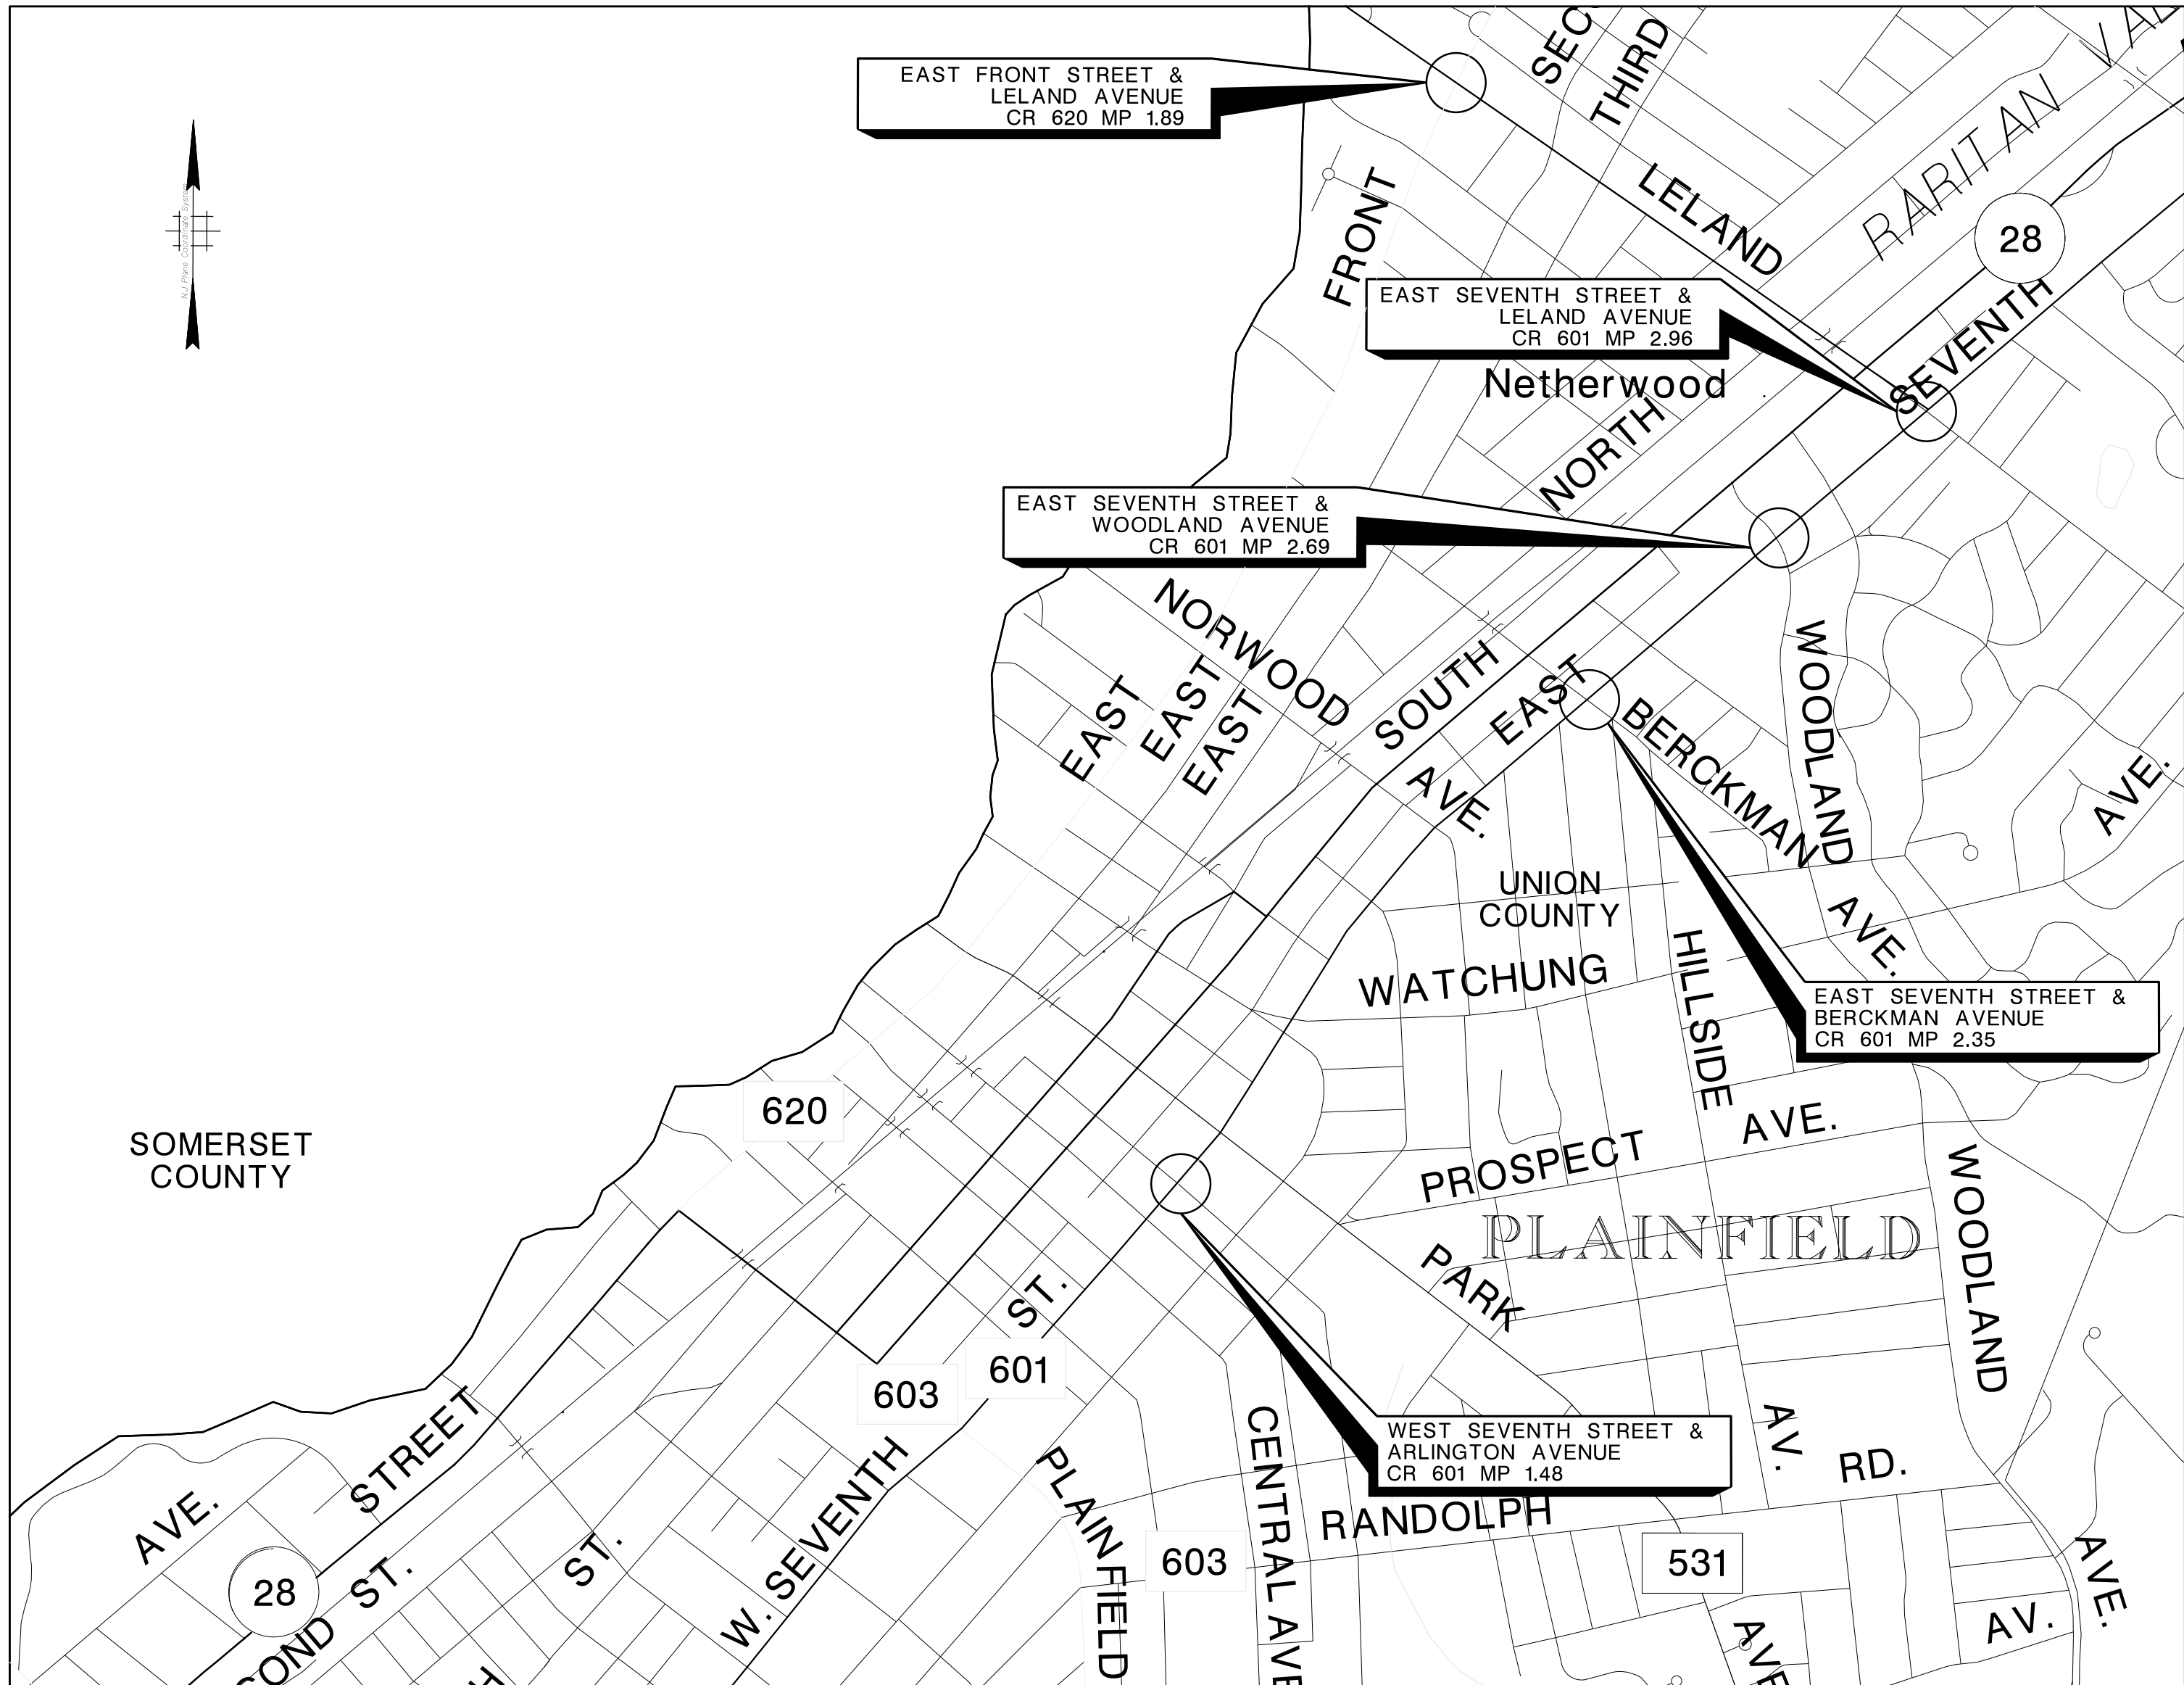 EAST FRONT STREET &
LELAND AVENUE
CR 620 MP 1.89
THIRD
RARITAN
N.J. Plane Coordinate System
FRONT
LELAND
28
EAST SEVENTH STREET &
LELAND AVENUE
CR 601 MP 2.96
SEVENTH
Netherwood
NORTH
EAST SEVENTH STREET &
WOODLAND AVENUE
CR 601 MP 2.69
NORWOOD
AVE.
EAST
EAST
EAST
SOUTH
EAST
BERCKMAN
AVE.
WOODLAND
AVE.
UNION
COUNTY
WATCHUNG
HILLSIDE
EAST SEVENTH STREET &
BERCKMAN AVENUE
CR 601 MP 2.35
620
SOMERSET
COUNTY
PROSPECT
AVE.
PLAINFIELD
WOODLAND
PARK
ST.
601
603
WEST SEVENTH STREET &
ARLINGTON AVENUE
CR 601 MP 1.48
STREET
AVE.
W. SEVENTH
PLAINFIELD
CENTRAL AVE
RANDOLPH
RD.
AV.
603
531
28
ST.
ST.
AVE.
AV.
AVE